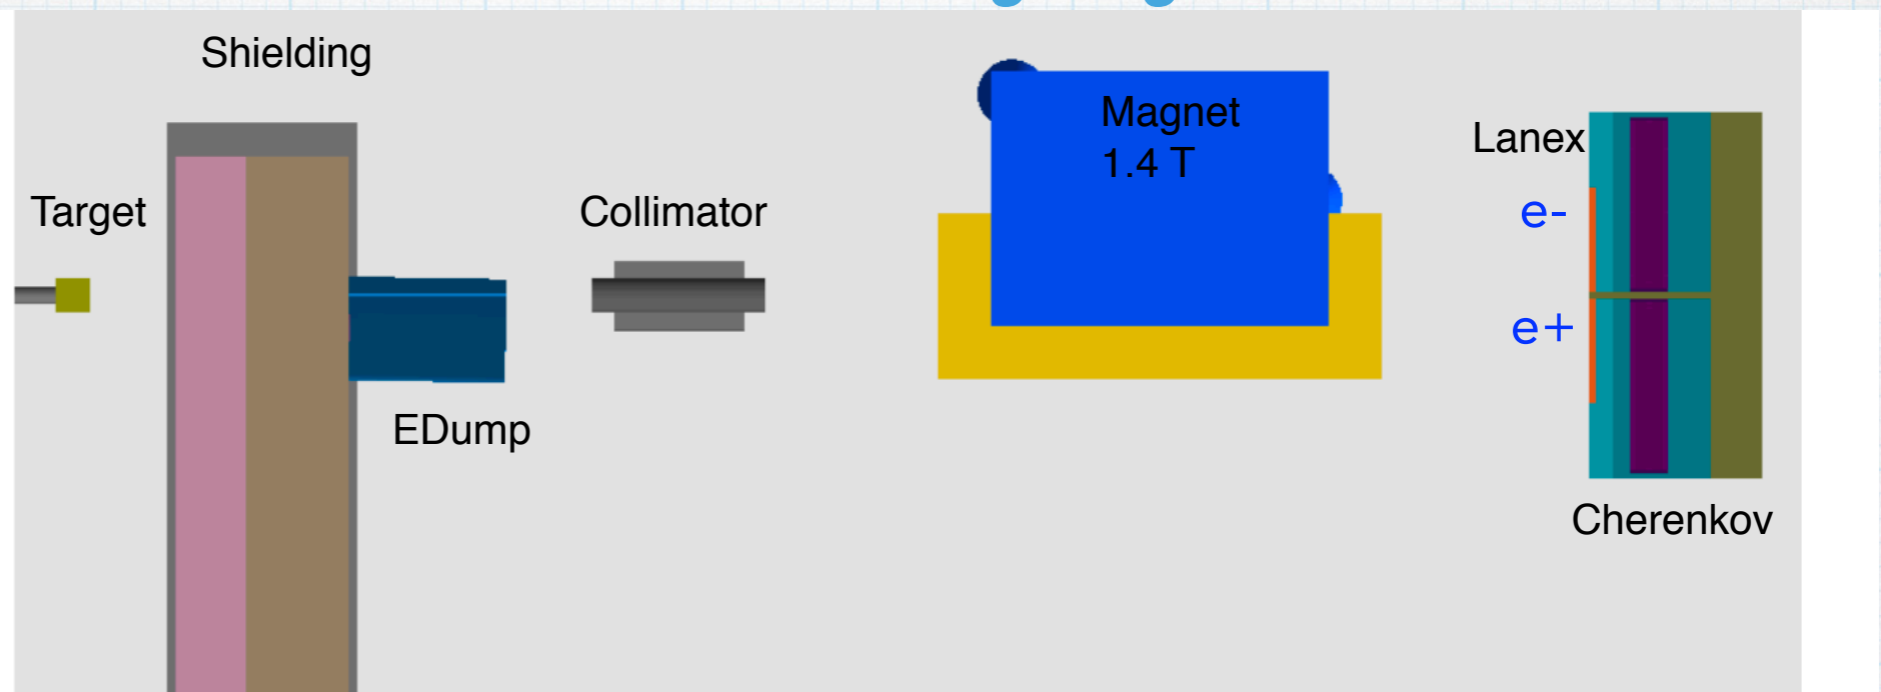 Shielding
Magnet
1.4 T
Lanex
Target
Collimator
e-
e+
EDump
Cherenkov